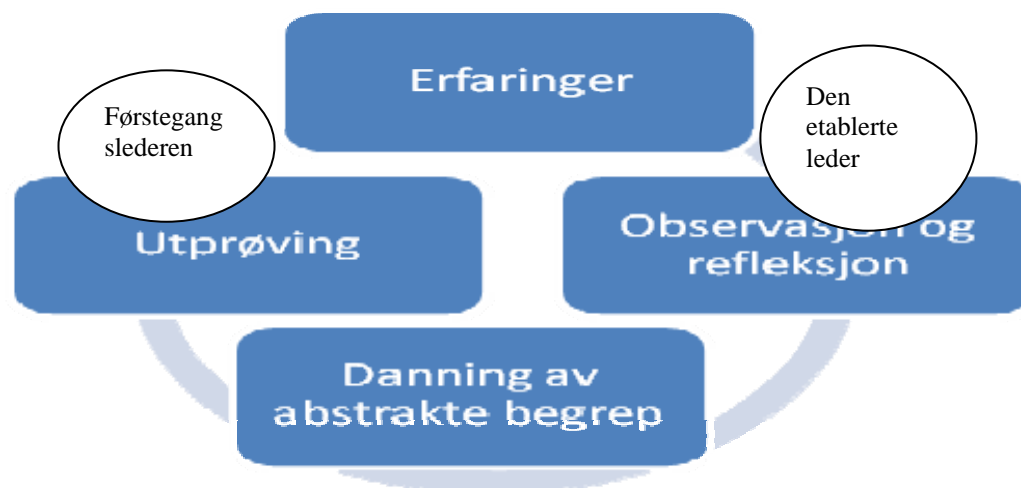 Erfaringer
Førstegang
slederen
Den
etablerte
leder
Utprøving
Observasjon og
refleksjon
Danning av
abstrakte begrep